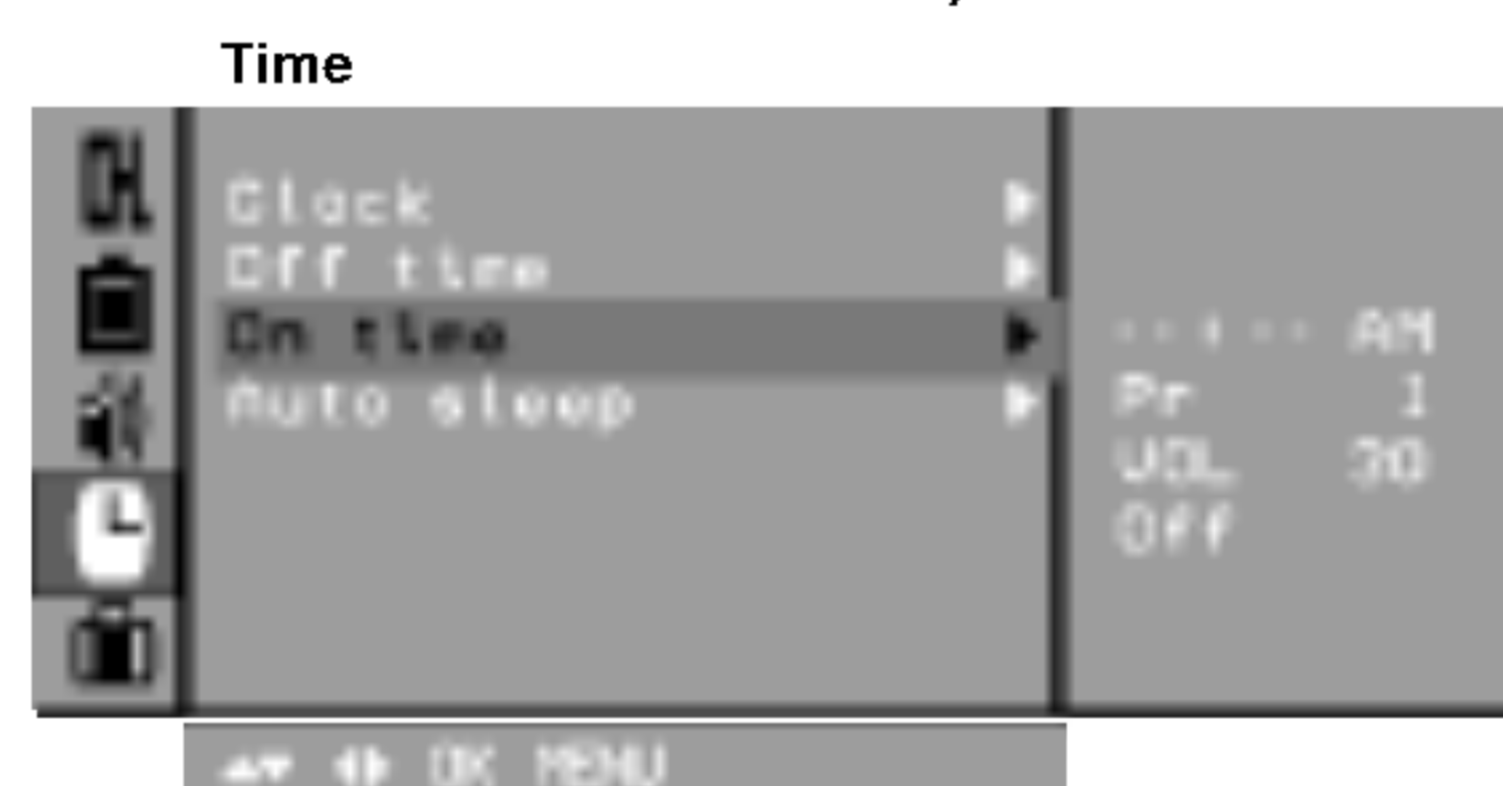 Time
Clock
Off time
On time
Auto sleep
--:-- AM
Pr 1
VOL 30
Off
OK MENU